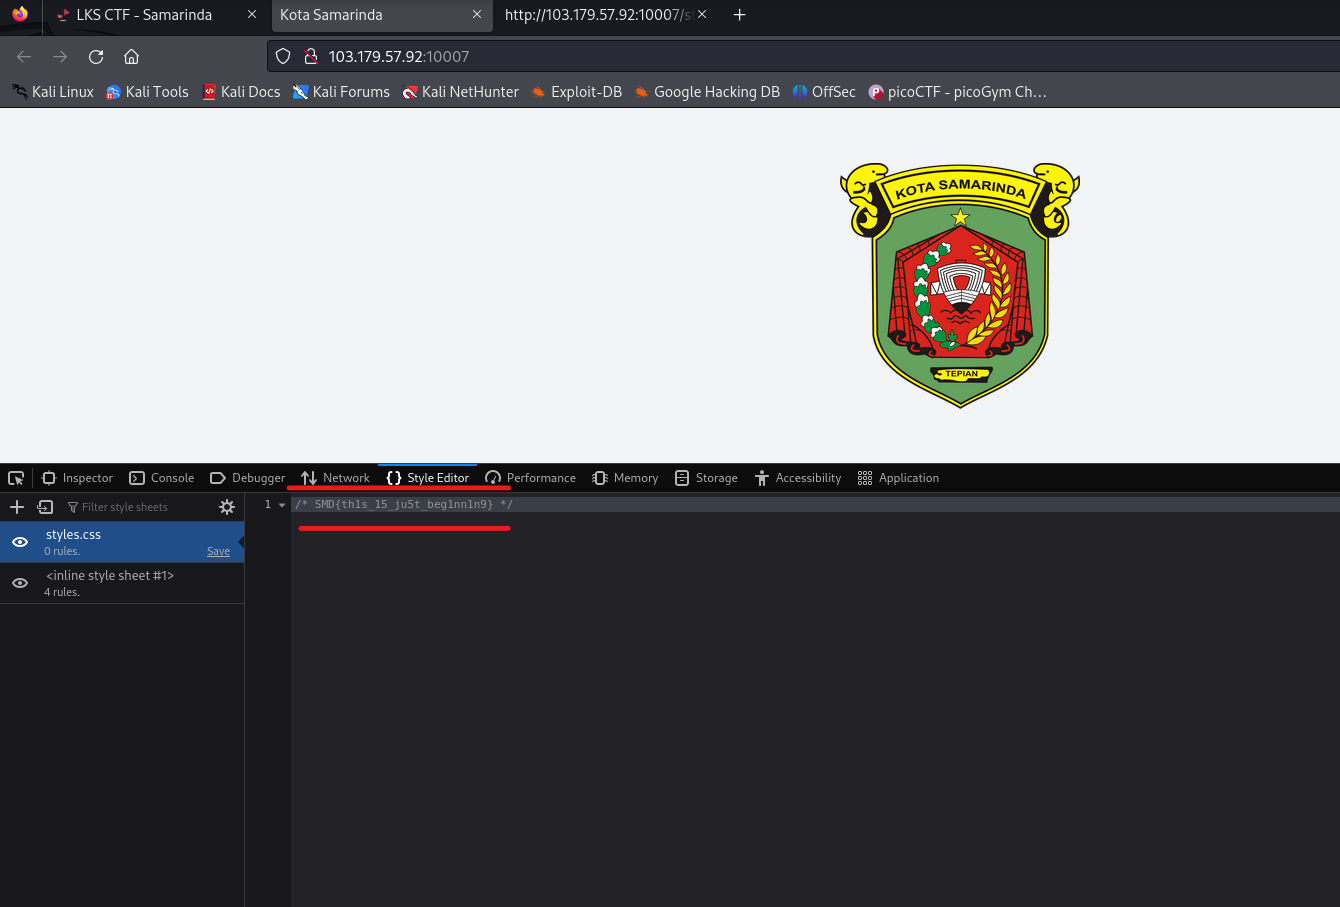 LKS CTF - Samarinda
Kota Samarinda
http://103.179.57.92:10007/st
103.179.57.92:10007
Kali Linux Kali Tools Kali Docs Kali Forums Kali NetHunter Exploit-DB Google Hacking DB OffSec picoCTF - picoGym Ch…
KOTA SAMARINDA
TEPIAN
Inspector Console Debugger Network Style Editor Performance Memory Storage Accessibility Application
Filter style sheets
1 /* SMD{th1s_15_ju5t_beg1nn1n9} */
styles.css
0 rules. Save
<inline style sheet #1>
4 rules.